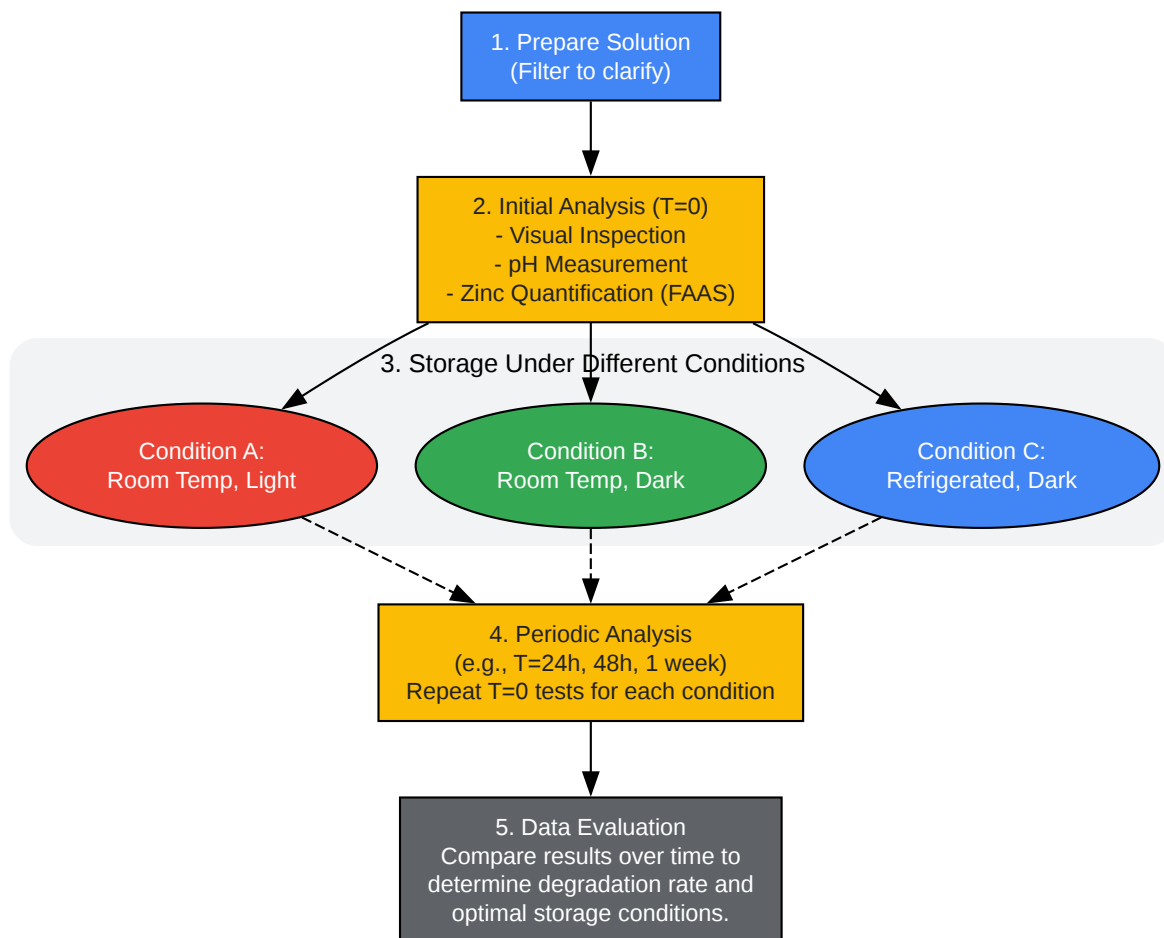 1. Prepare Solution
(Filter to clarify)
2. Initial Analysis (T=0)
- Visual Inspection
- pH Measurement
- Zinc Quantification (FAAS)
3. Storage Under Different Conditions
Condition A:
Room Temp, Light
Condition B:
Room Temp, Dark
Condition C:
Refrigerated, Dark
4. Periodic Analysis
(e.g., T=24h, 48h, 1 week)
Repeat T=0 tests for each condition
5. Data Evaluation
Compare results over time to
determine degradation rate and
optimal storage conditions.